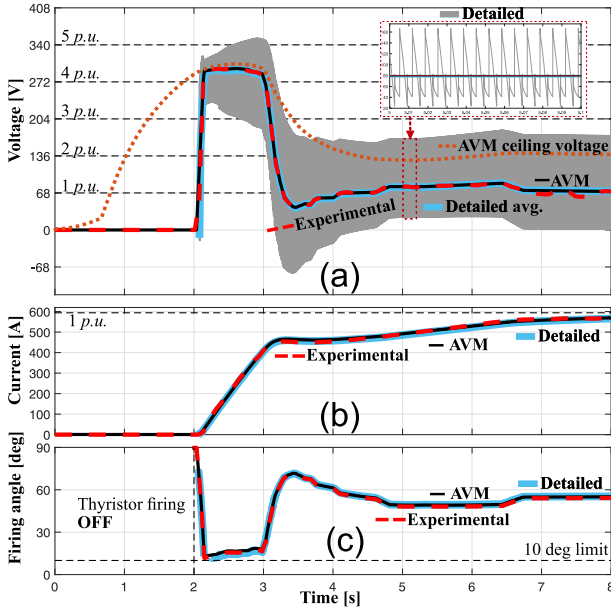 408
340
272
204
136
68
0
-68
Voltage [V]
5 p.u.
4 p.u.
3 p.u.
2 p.u.
1 p.u.
Detailed
AVM ceiling voltage
AVM
Detailed avg.
Experimental
(a)
600
500
400
300
200
100
0
Current [A]
1 p.u.
Detailed
AVM
Experimental
(b)
90
60
30
0
Firing angle [deg]
Thyristor firing
OFF
Detailed
AVM
Experimental
(c)
10 deg limit
0 1 2 3 4 5 6 7 8
Time [s]